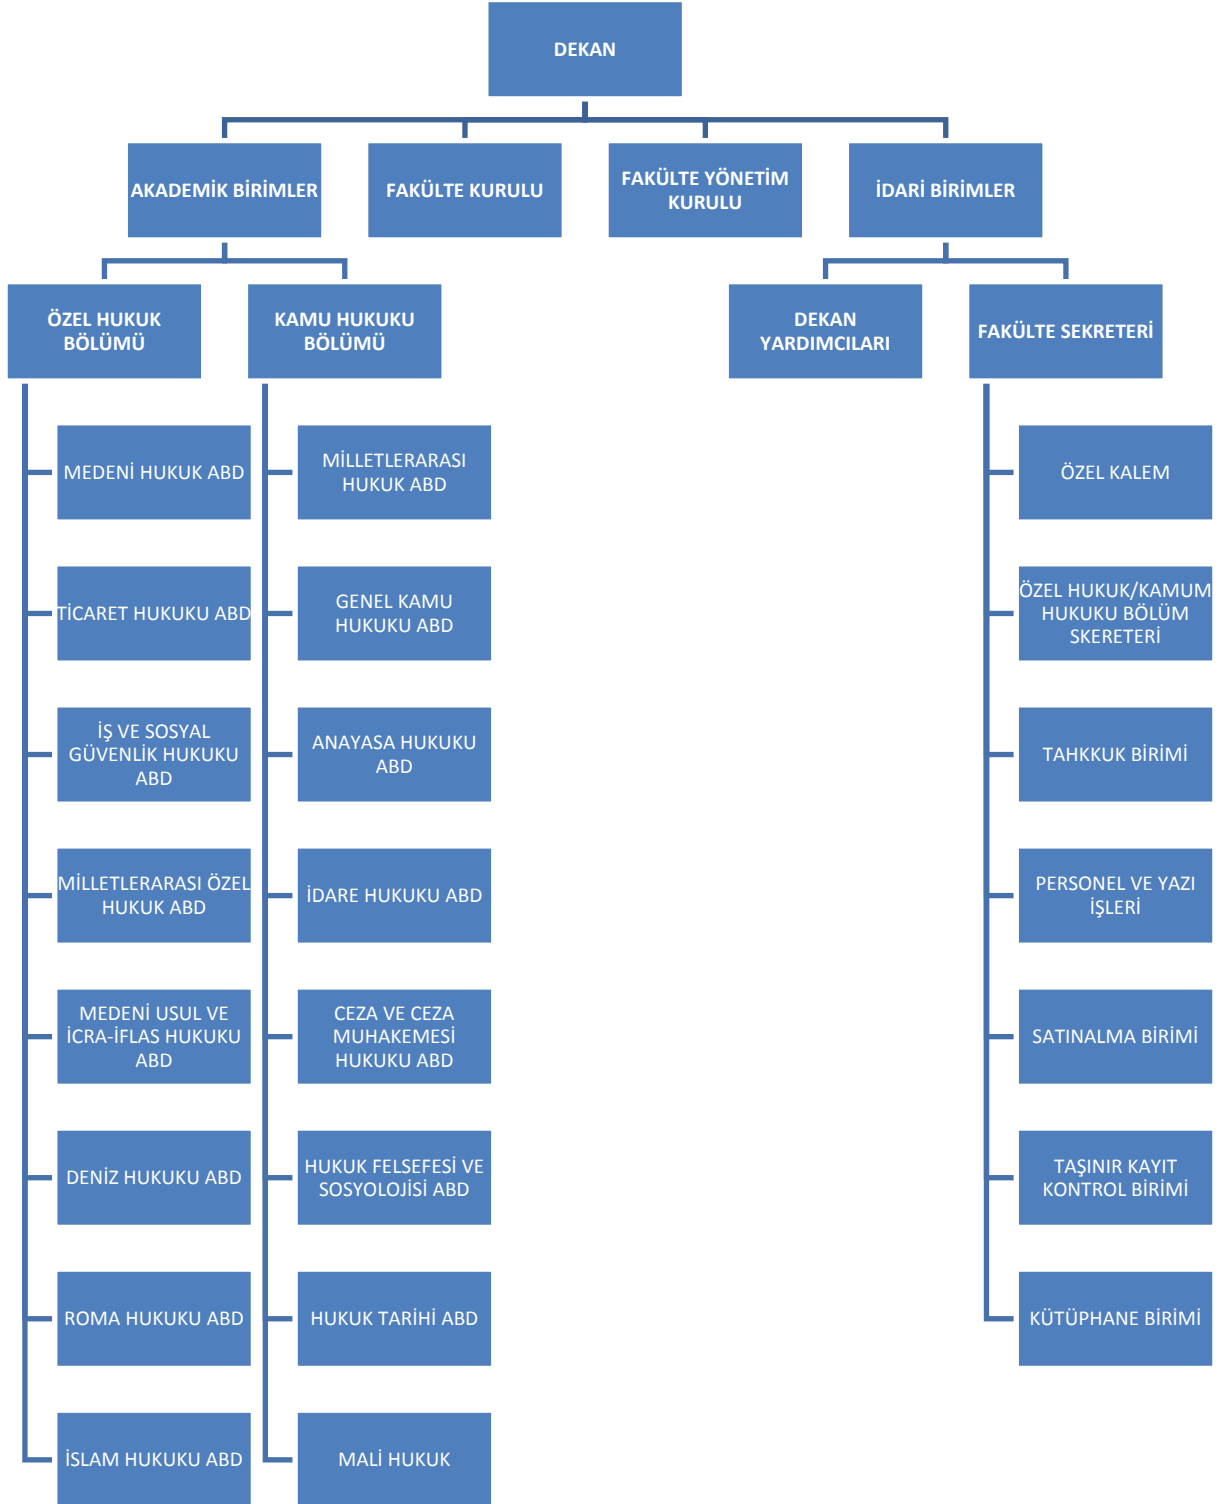 DEKAN
AKADEMİK BİRİMLER
FAKÜLTE KURULU
FAKÜLTE YÖNETİM
KURULU
İDARİ BİRİMLER
ÖZEL HUKUK
BÖLÜMÜ
KAMU HUKUKU
BÖLÜMÜ
DEKAN
YARDIMCILARI
FAKÜLTE SEKRETERİ
MEDENİ HUKUK ABD
TİCARET HUKUKU ABD
İŞ VE SOSYAL
GÜVENLİK HUKUKU
ABD
MİLLETLERARASI ÖZEL
HUKUK ABD
MEDENİ USUL VE
İCRA-İFLAS HUKUKU
ABD
DENİZ HUKUKU ABD
ROMA HUKUKU ABD
İSLAM HUKUKU ABD
MİLLETLERARASI
HUKUK ABD
GENEL KAMU
HUKUKU ABD
ANAYASA HUKUKU
ABD
İDARE HUKUKU ABD
CEZA VE CEZA
MUHAKEMESİ
HUKUKU ABD
HUKUK FELSEFESİ VE
SOSYOLOJİSİ ABD
HUKUK TARİHİ ABD
MALİ HUKUK
ÖZEL KALEM
ÖZEL HUKUK/KAMUM
HUKUKU BÖLÜM
SKERETERİ
TAHKKUK BİRİMİ
PERSONEL VE YAZI
İŞLERİ
SATINALMA BİRİMİ
TAŞINIR KAYIT
KONTROL BİRİMİ
KÜTÜPHANE BİRİMİ